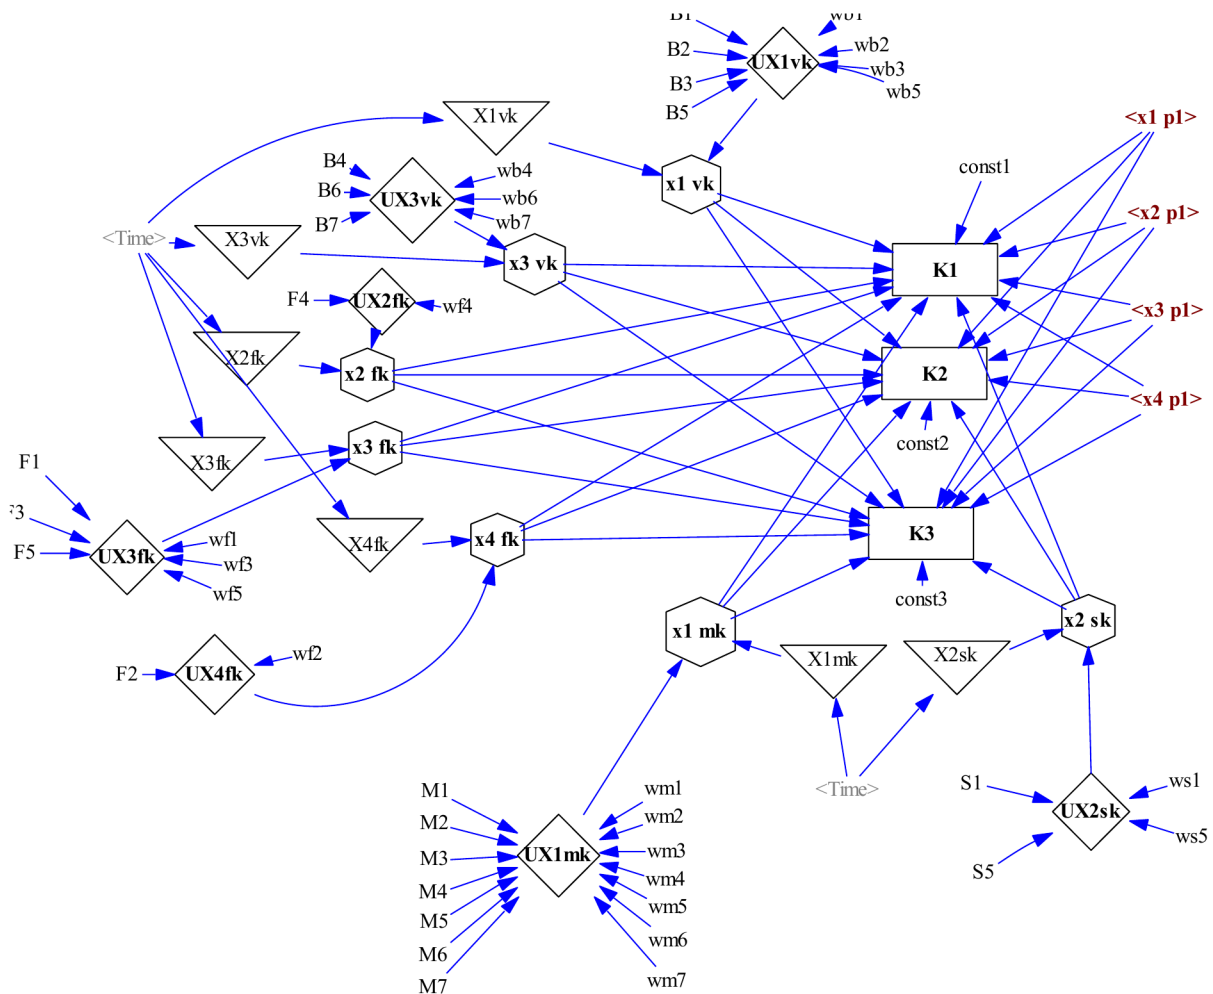 B1
wb1
B2
UX1vk
wb2
B3
wb3
B5
wb5
X1vk
<x1 p1>
B4
const1
B6
UX3vk
wb4
x1 vk
B7
wb6
wb7
<x2 p1>
<Time>
X3vk
x3 vk
K1
F4
UX2fk
wf4
<x3 p1>
X2fk
x2 fk
K2
<x4 p1>
x3 fk
const2
F1
X3fk
F3
X4fk
x4 fk
K3
F5
UX3fk
wf1
wf3
wf5
const3
x1 mk
x2 sk
wf2
X1mk
X2sk
F2
UX4fk
<Time>
M1
wm1
S1
ws1
M2
wm2
UX2sk
M3
UX1mk
wm3
ws5
M4
wm4
S5
M5
wm5
M6
wm6
M7
wm7